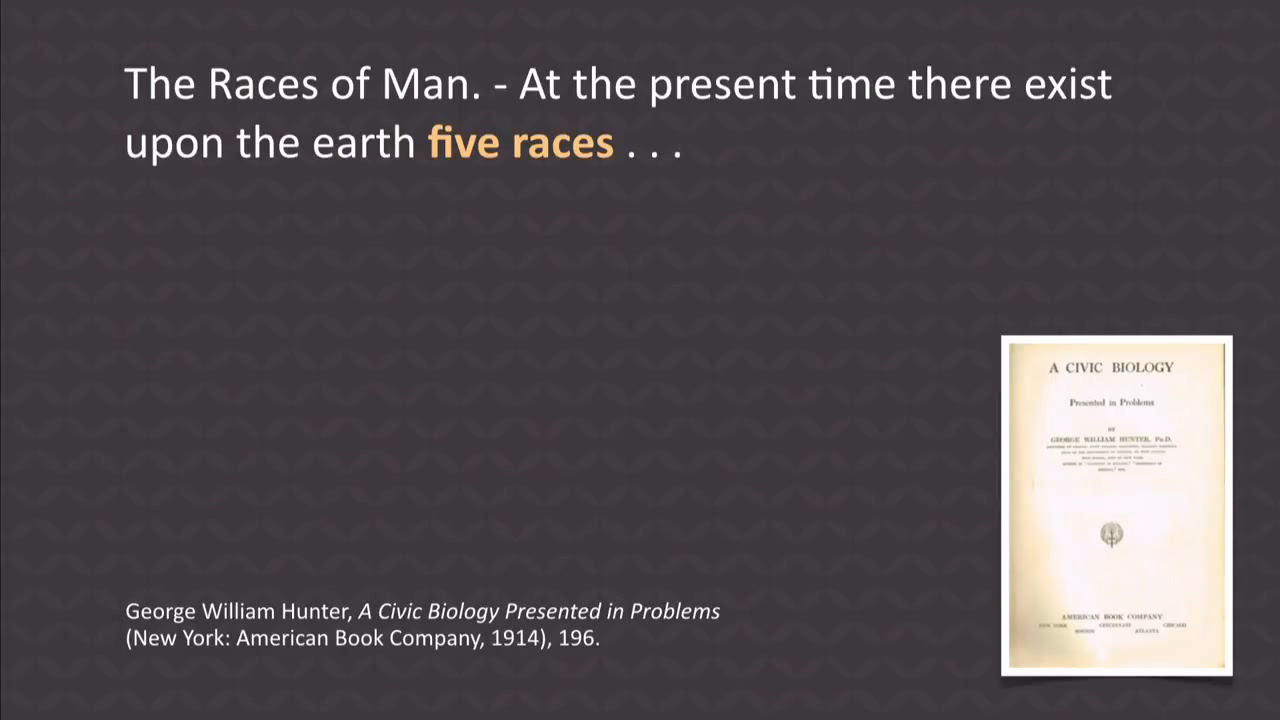 The Races of Man. - At the present time there exist
upon the earth five races . . .
George William Hunter, A Civic Biology Presented in Problems
(New York: American Book Company, 1914), 196.
A CIVIC BIOLOGY
Presented in Problems
BY
GEORGE WILLIAM HUNTER, PH.D.
AMERICAN BOOK COMPANY
NEW YORK CINCINNATI CHICAGO
BOSTON ATLANTA